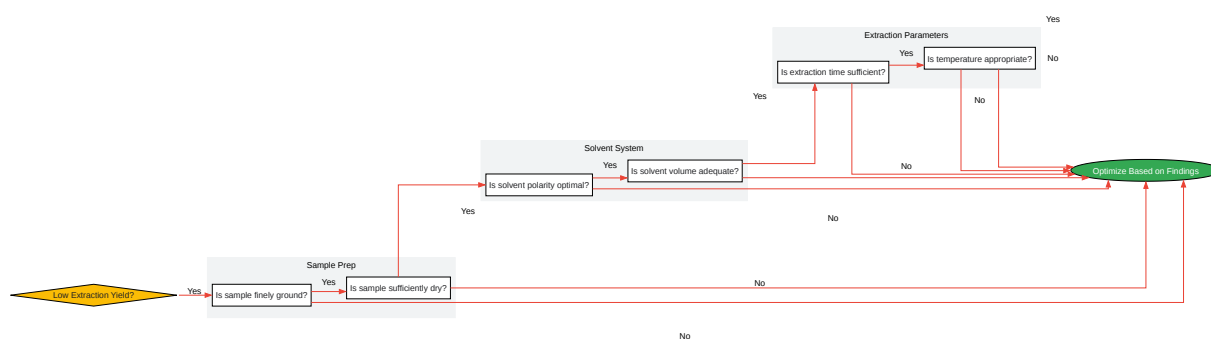 Yes
Extraction Parameters
Yes
Is temperature appropriate?
No
Is extraction time sufficient?
Yes
No
Solvent System
Yes
Is solvent volume adequate?
No
Optimize Based on Findings
Is solvent polarity optimal?
Yes
No
Sample Prep
Yes
Is sample sufficiently dry?
No
Low Extraction Yield?
Yes
Is sample finely ground?
No